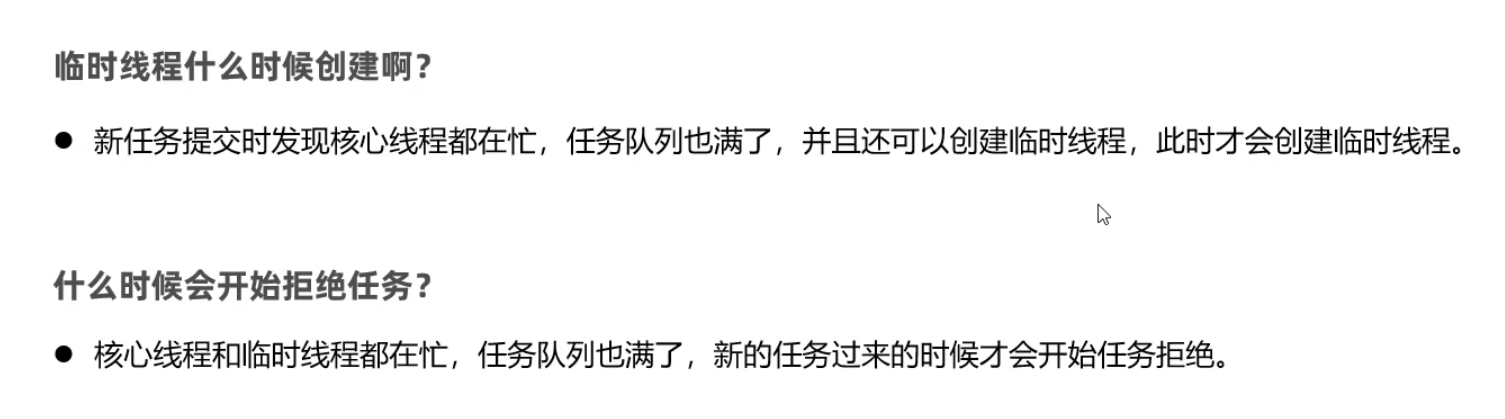 临时线程什么时候创建啊？
● 新任务提交时发现核心线程都在忙，任务队列也满了，并且还可以创建临时线程，此时才会创建临时线程。
什么时候会开始拒绝任务？
● 核心线程和临时线程都在忙，任务队列也满了，新的任务过来的时候才会开始任务拒绝。